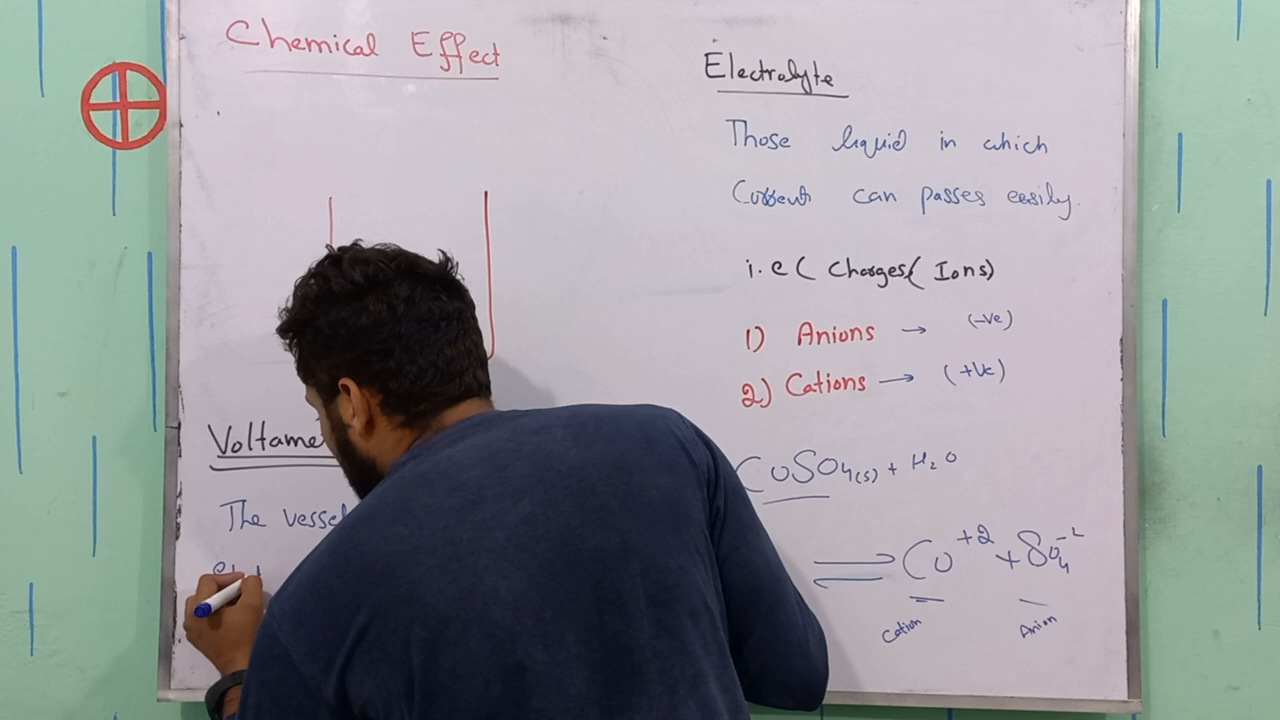 Chemical Effect
Voltame
The vessel
Electrolyte
Those liquid in which
Current can passes easily.
i.e ( Charges( Ions)
1) Anions → (-ve)
2) Cations → (+ve)
CuSO4(s) + H2O
⇌ Cu+2 + SO4-2
Cation Anion